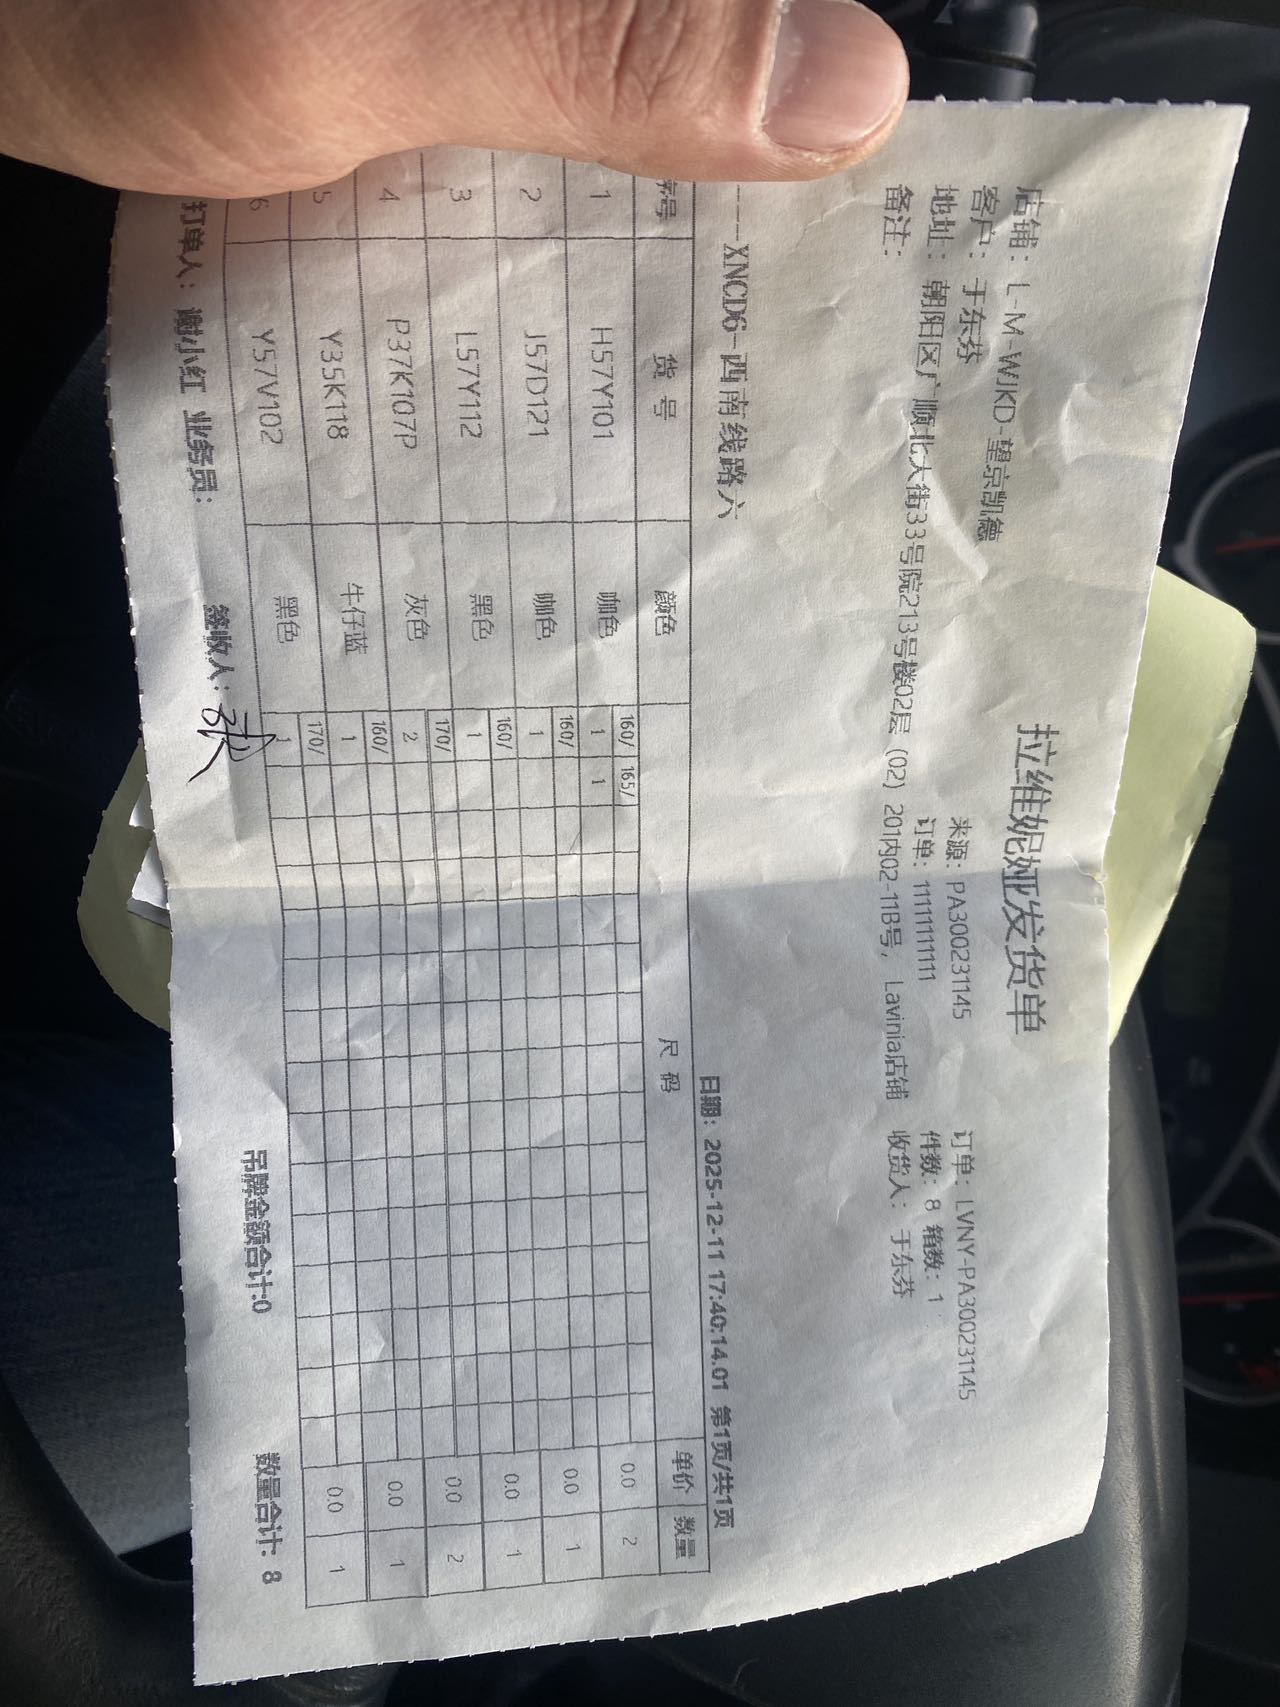 拉维妮娅发货单
店铺：L-M-WJKD-望京凯德 来源：PA300231145 订单：LVNY-PA300231145
客户：于东芬 订单：1111111111 件数：8 箱数：1
地址：朝阳区广顺北大街33号院213号楼02层（02）201内02-11B号，Lavinia店铺 收货人：于东芬
备注：
----XNCD6-西南线路六 日期：2025-12-11 17:40:14.01 第1页/共1页
序号 货号 颜色 尺码 单价 数量
160/ 165/
1 H57Y101 咖色 1 1 0.0 2
160/
2 J57D121 咖色 1 0.0 1
160/
3 L57Y112 黑色 1 0.0 1
170/
4 P37K107P 灰色 2 0.0 2
160/
5 Y35K118 牛仔蓝 1 0.0 1
170/
6 Y57V102 黑色 1 0.0 1
吊牌金额合计:0 数量合计: 8
打单人：谢小红 业务员： 签收人：张